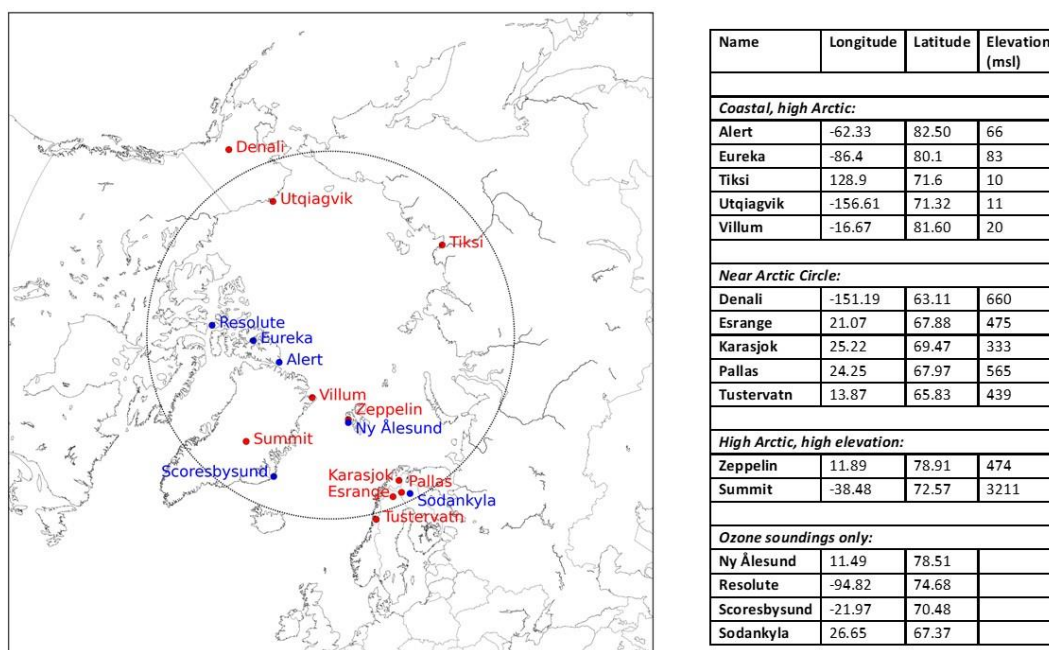 Denali
Utqiagvik
Tiksi
Resolute
Eureka
Alert
Villum
Zeppelin
Ny Ålesund
Summit
Scoresbysund
Karasjok
Pallas
Esrange
Sodankyla
Tustervatn
Name Longitude Latitude Elevation
(msl)
Coastal, high Arctic:
Alert -62.33 82.50 66
Eureka -86.4 80.1 83
Tiksi 128.9 71.6 10
Utqiagvik -156.61 71.32 11
Villum -16.67 81.60 20
Near Arctic Circle:
Denali -151.19 63.11 660
Esrange 21.07 67.88 475
Karasjok 25.22 69.47 333
Pallas 24.25 67.97 565
Tustervatn 13.87 65.83 439
High Arctic, high elevation:
Zeppelin 11.89 78.91 474
Summit -38.48 72.57 3211
Ozone soundings only:
Ny Ålesund 11.49 78.51
Resolute -94.82 74.68
Scoresbysund -21.97 70.48
Sodankyla 26.65 67.37